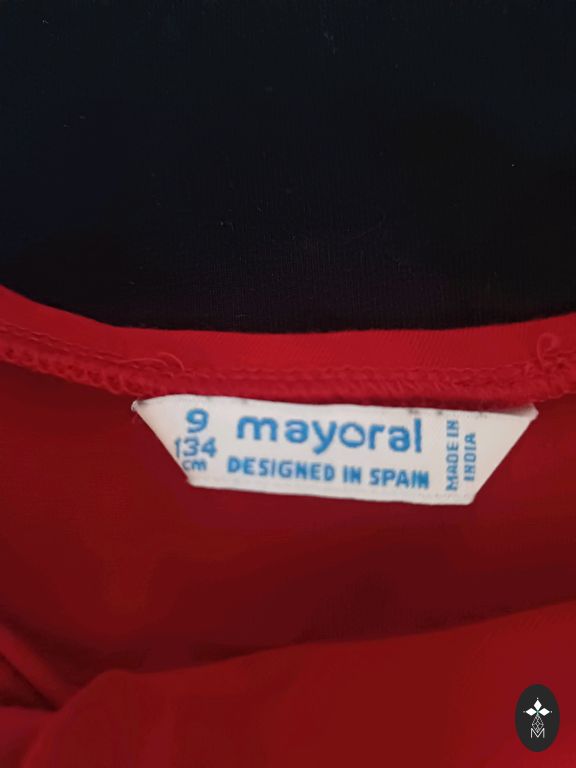 9
134
cm
mayoral
DESIGNED IN SPAIN
MADE IN
INDIA
M